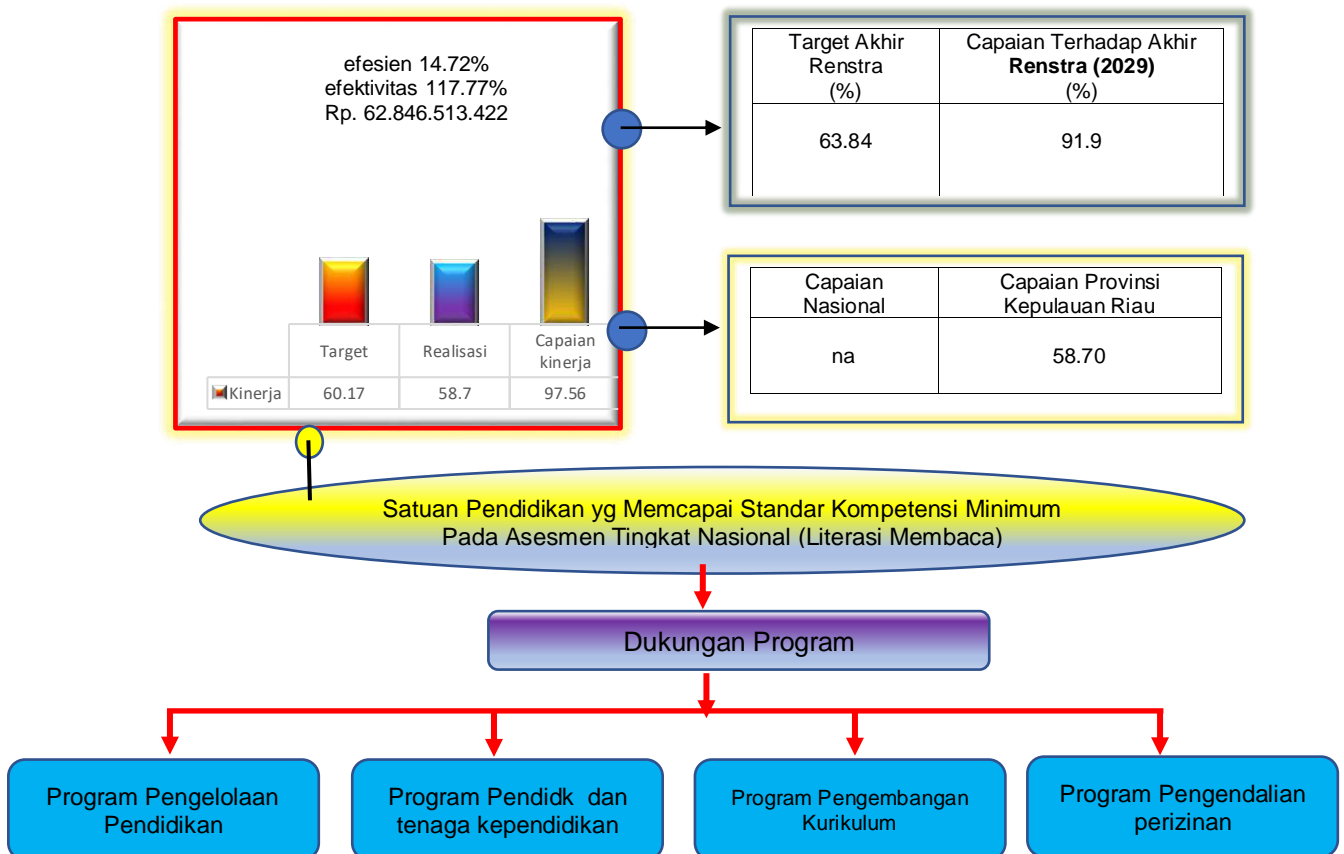 efesien 14.72%
efektivitas 117.77%
Rp. 62.846.513.422
Target Akhir
Renstra
(%)
Capaian Terhadap Akhir
Renstra (2029)
(%)
63.84
91.9
Target
Realisasi
Capaian
kinerja
Kinerja
60.17
58.7
97.56
Capaian
Nasional
Capaian Provinsi
Kepulauan Riau
na
58.70
Satuan Pendidikan yg Memcapai Standar Kompetensi Minimum
Pada Asesmen Tingkat Nasional (Literasi Membaca)
Dukungan Program
Program Pengelolaan
Pendidikan
Program Pendidk dan
tenaga kependidikan
Program Pengembangan
Kurikulum
Program Pengendalian
perizinan